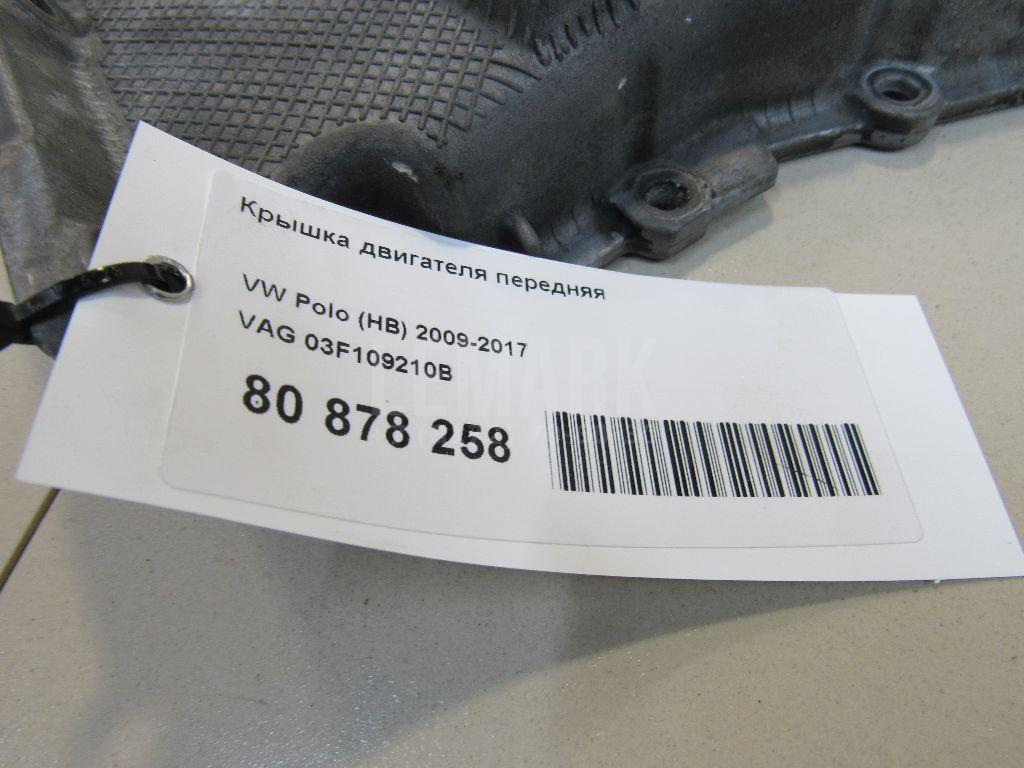 Крышка двигателя передняя
VW Polo (HB) 2009-2017
VAG 03F109210B
80 878 258